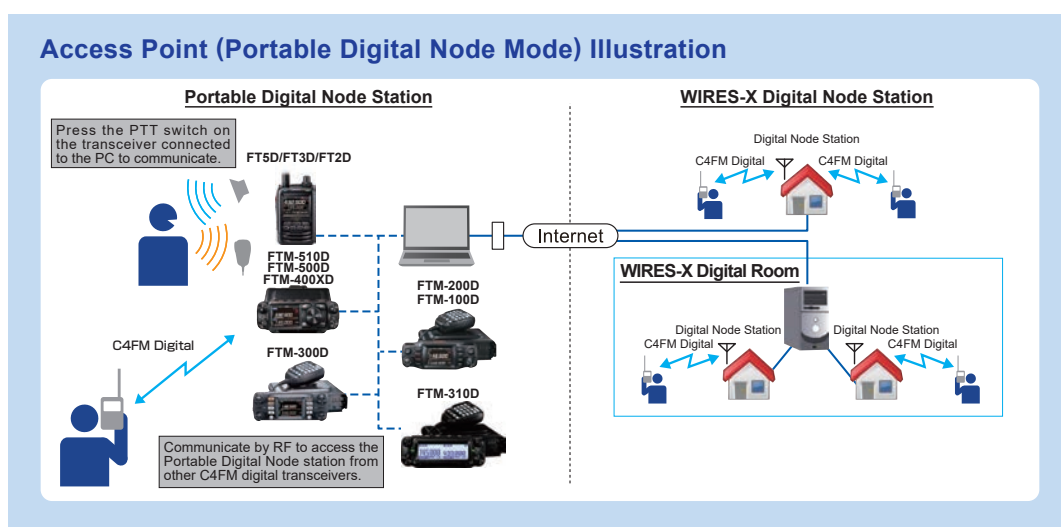 Access Point (Portable Digital Node Mode) Illustration
Portable Digital Node Station
Press the PTT switch on
the transceiver connected
to the PC to communicate.
FT5D/FT3D/FT2D
FTM-510D
FTM-500D
FTM-400XD
FTM-200D
FTM-100D
C4FM Digital
FTM-300D
FTM-310D
Communicate by RF to access the
Portable Digital Node station from
other C4FM digital transceivers.
Internet
WIRES-X Digital Node Station
Digital Node Station
C4FM Digital
C4FM Digital
WIRES-X Digital Room
Digital Node Station
C4FM Digital
Digital Node Station
C4FM Digital